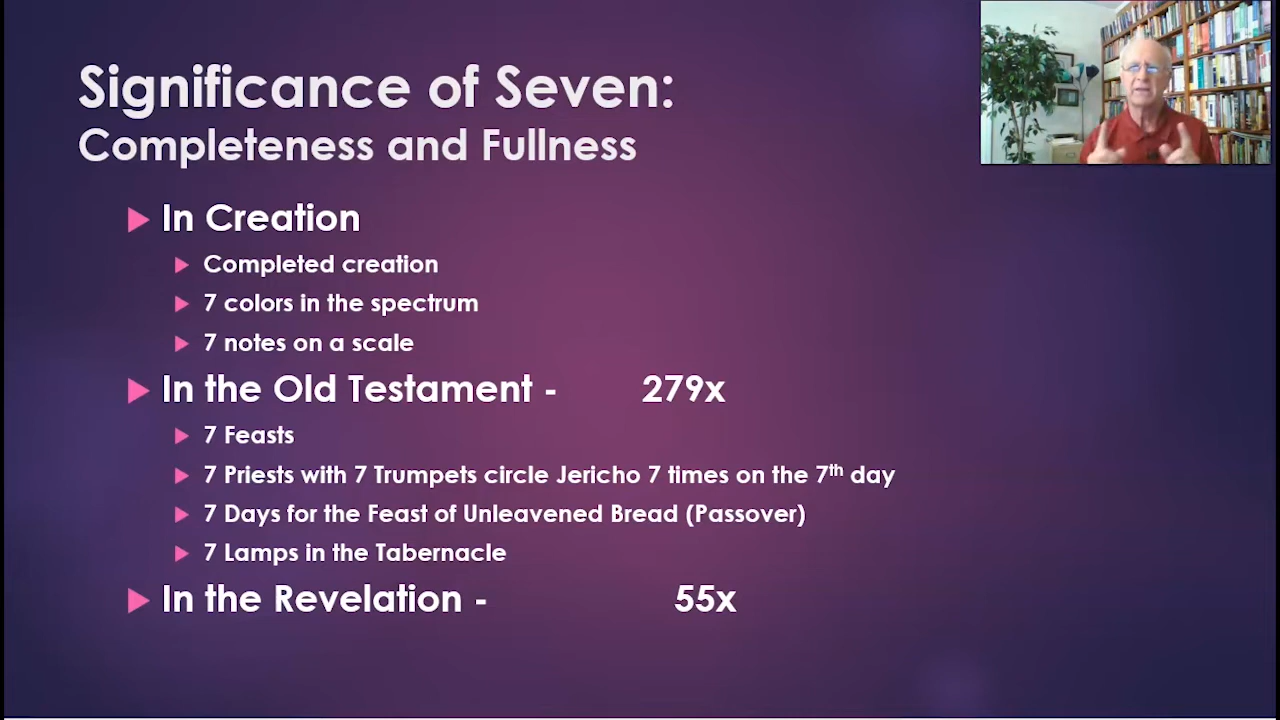 Significance of Seven:
Completeness and Fullness
In Creation
Completed creation
7 colors in the spectrum
7 notes on a scale
In the Old Testament - 279x
7 Feasts
7 Priests with 7 Trumpets circle Jericho 7 times on the 7th day
7 Days for the Feast of Unleavened Bread (Passover)
7 Lamps in the Tabernacle
In the Revelation - 55x